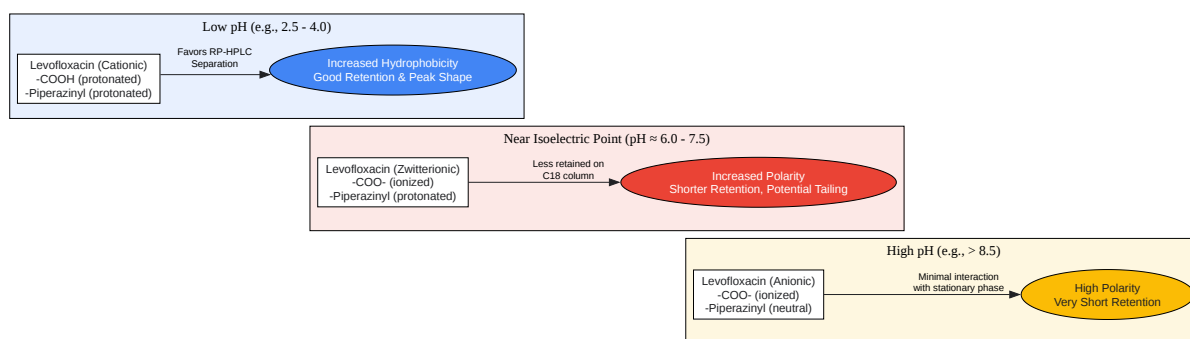 Low pH (e.g., 2.5 - 4.0)
Levofloxacin (Cationic)
-COOH (protonated)
-Piperazinyl (protonated)
Favors RP-HPLC
Separation
Increased Hydrophobicity
Good Retention & Peak Shape
Near Isoelectric Point (pH ≈ 6.0 - 7.5)
Levofloxacin (Zwitterionic)
-COO- (ionized)
-Piperazinyl (protonated)
Less retained on
C18 column
Increased Polarity
Shorter Retention, Potential Tailing
High pH (e.g., > 8.5)
Levofloxacin (Anionic)
-COO- (ionized)
-Piperazinyl (neutral)
Minimal interaction
with stationary phase
High Polarity
Very Short Retention